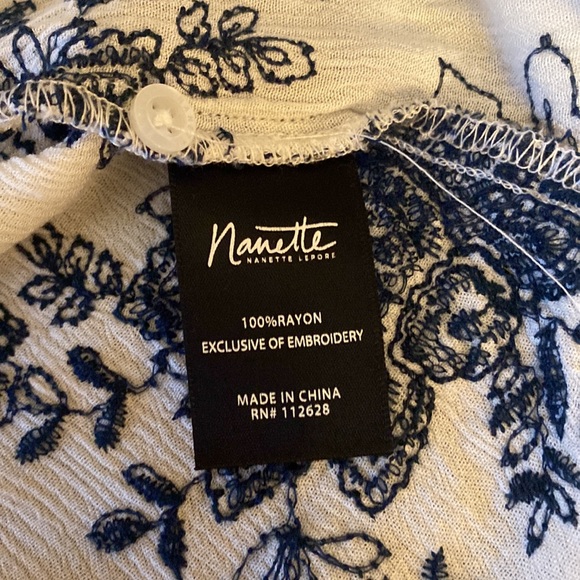 Nanette
NANETTE LEPORE
100%RAYON
EXCLUSIVE OF EMBROIDERY
MADE IN CHINA
RN# 112628